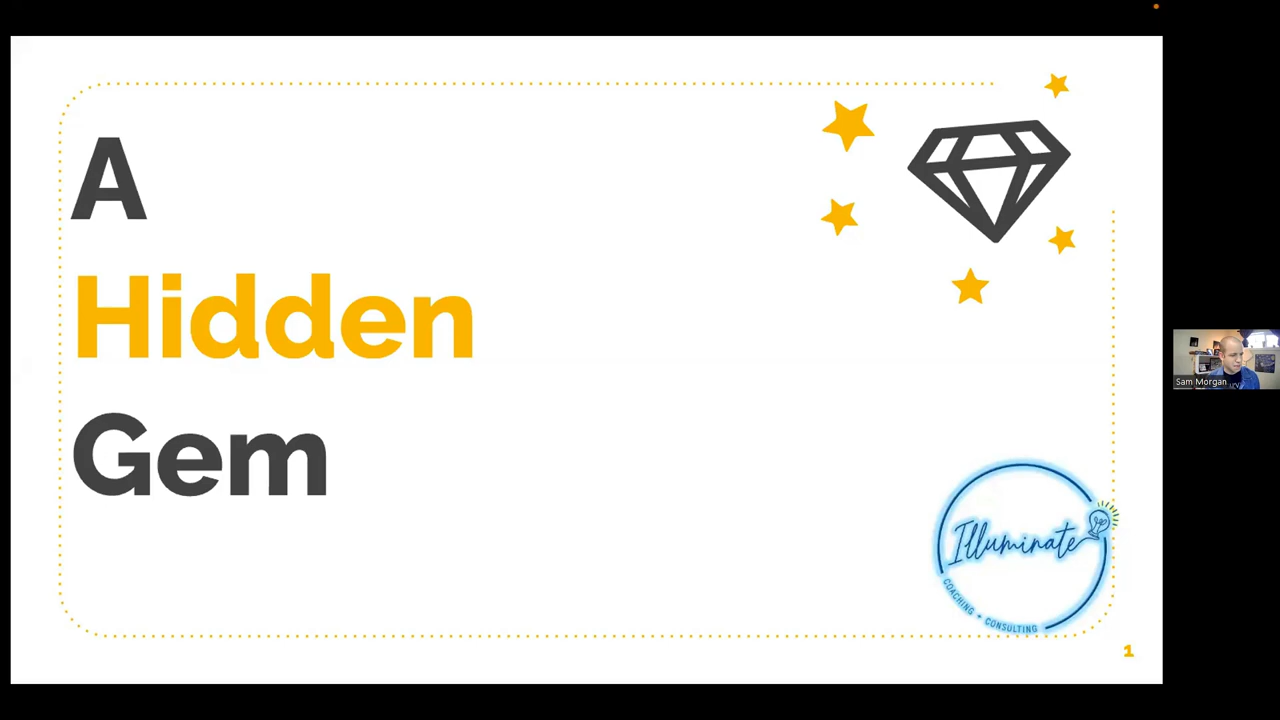 A
Hidden
Gem
Illuminate
COACHING + CONSULTING
1
Sam Morgan